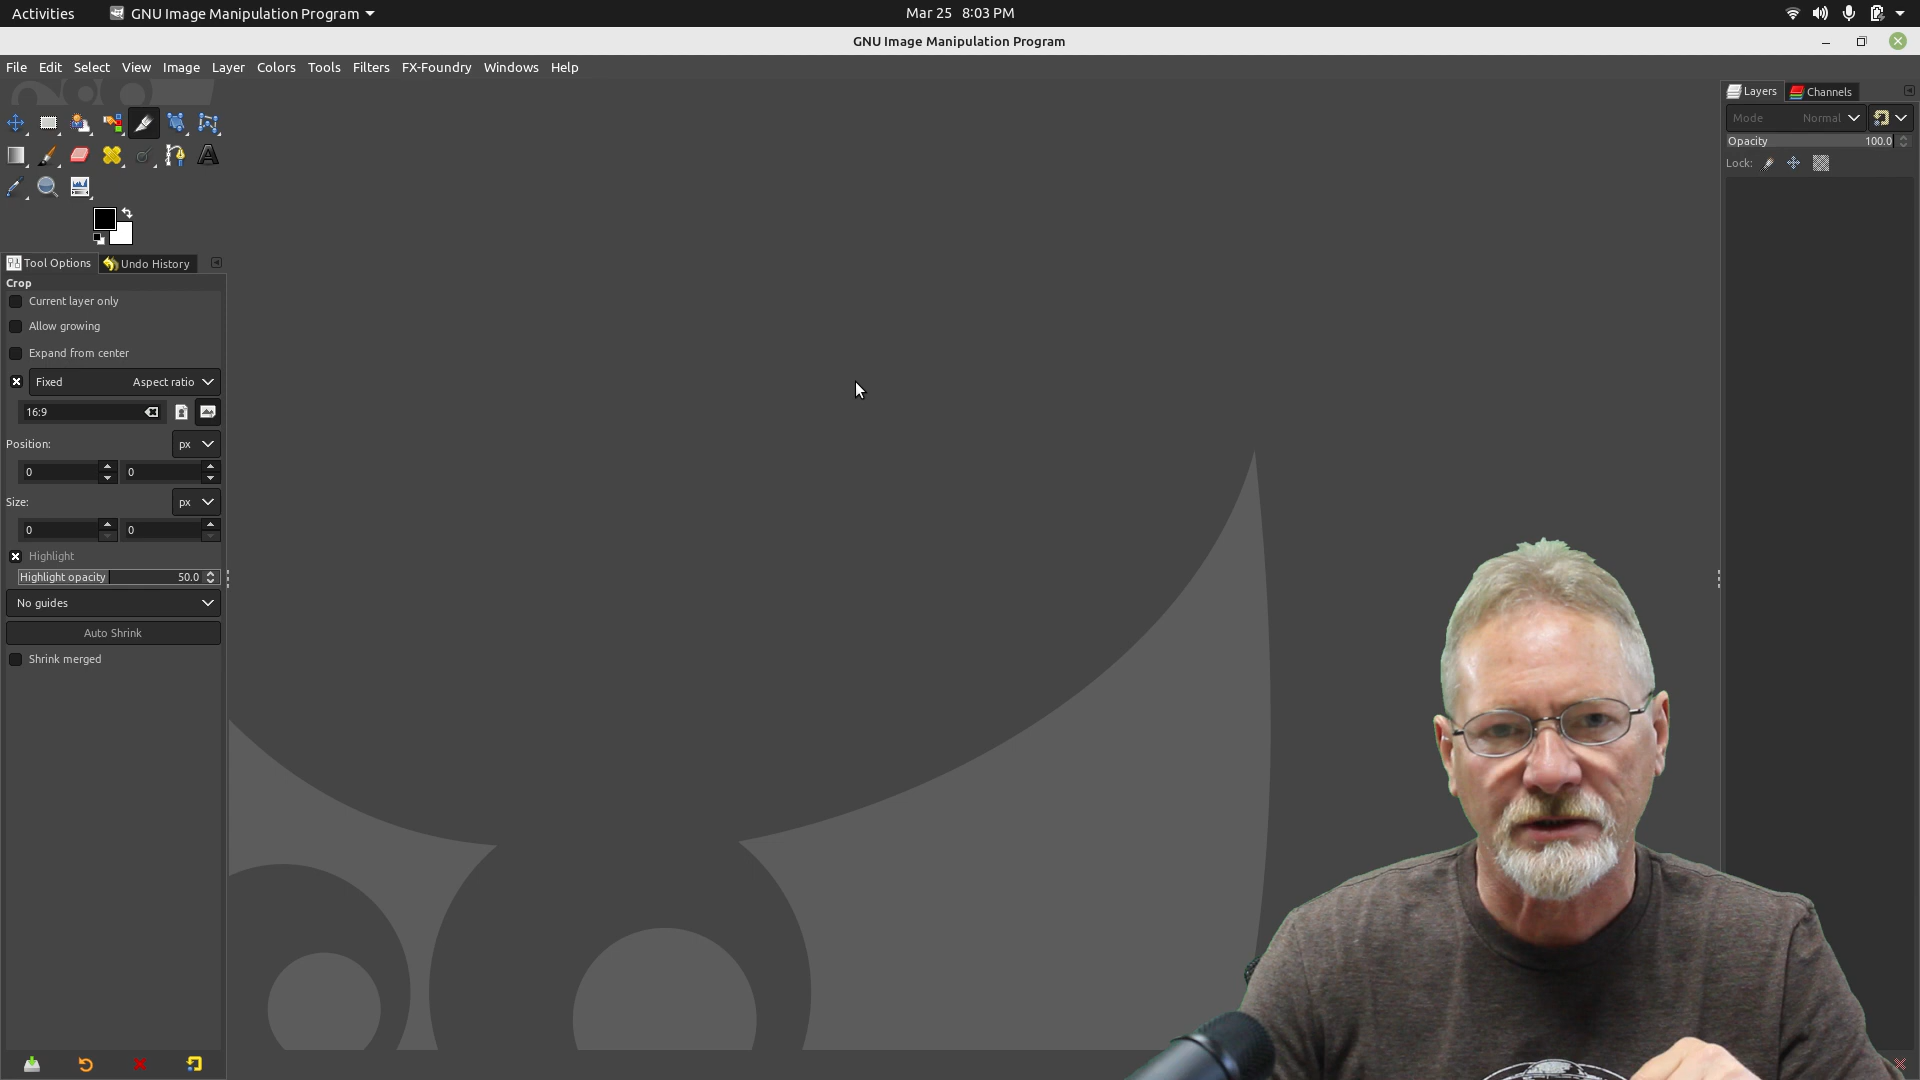 Activities
GNU Image Manipulation Program
Mar 25 8:03 PM
GNU Image Manipulation Program
File Edit Select View Image Layer Colors Tools Filters FX-Foundry Windows Help
Tool Options
Undo History
Crop
Current layer only
Allow growing
Expand from center
Fixed Aspect ratio
16:9
Position: px
0 0
Size: px
0 0
Highlight
Highlight opacity 50.0
No guides
Auto Shrink
Shrink merged
Layers
Channels
Mode Normal
Opacity 100.0
Lock: